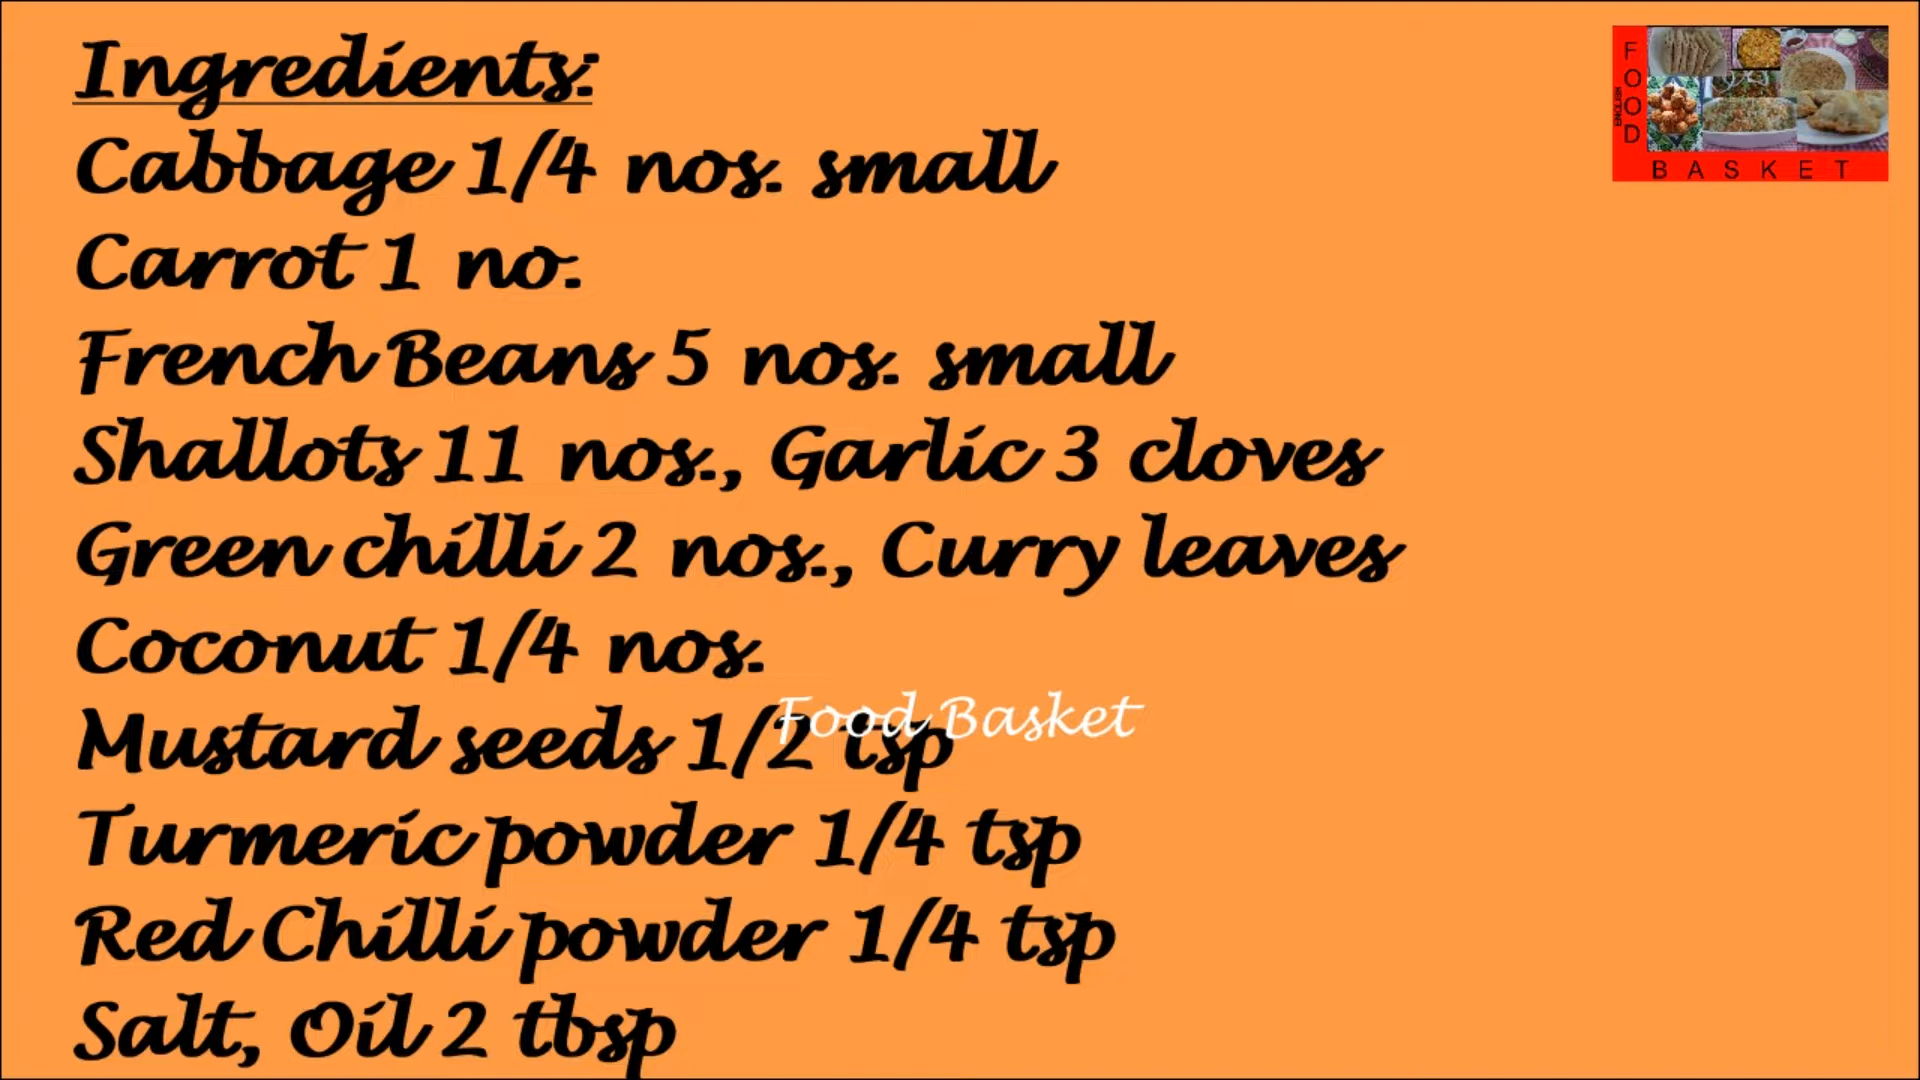 Ingredients:
Cabbage 1/4 nos. small
Carrot 1 no.
French Beans 5 nos. small
Shallots 11 nos., Garlic 3 cloves
Green chilli 2 nos., Curry leaves
Coconut 1/4 nos.
Mustard seeds 1/2 tsp
Food Basket
Turmeric powder 1/4 tsp
Red Chilli powder 1/4 tsp
Salt, Oil 2 tbsp
FOOD
ENGLISH
BASKET